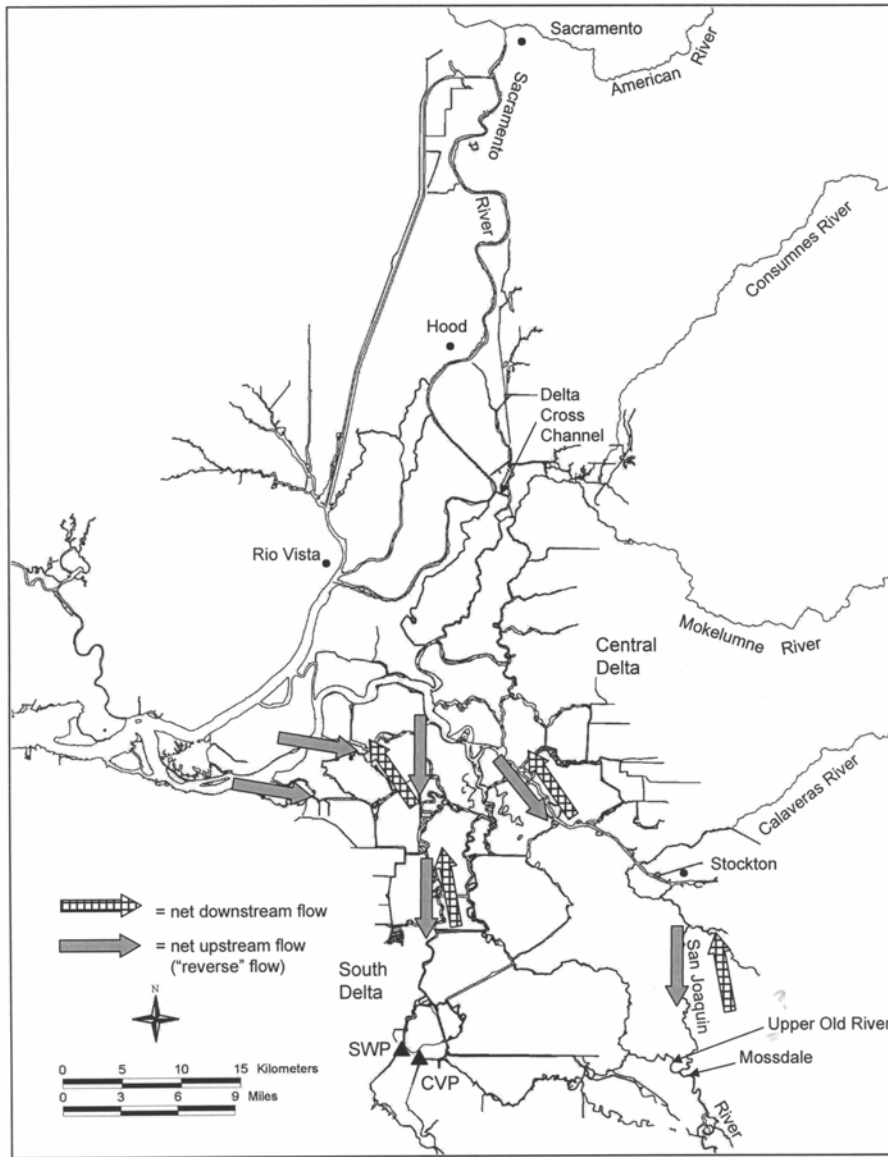 Sacramento
American River
Sacramento
River
Consumnes River
Hood
Delta
Cross
Channel
Rio Vista
Mokelumne River
Central
Delta
Calaveras River
Stockton
= net downstream flow
= net upstream flow
("reverse" flow)
South
Delta
San Joaquin
River
N
Upper Old River
Mossdale
SWP
CVP
0 5 10 15 Kilometers
0 3 6 9 Miles